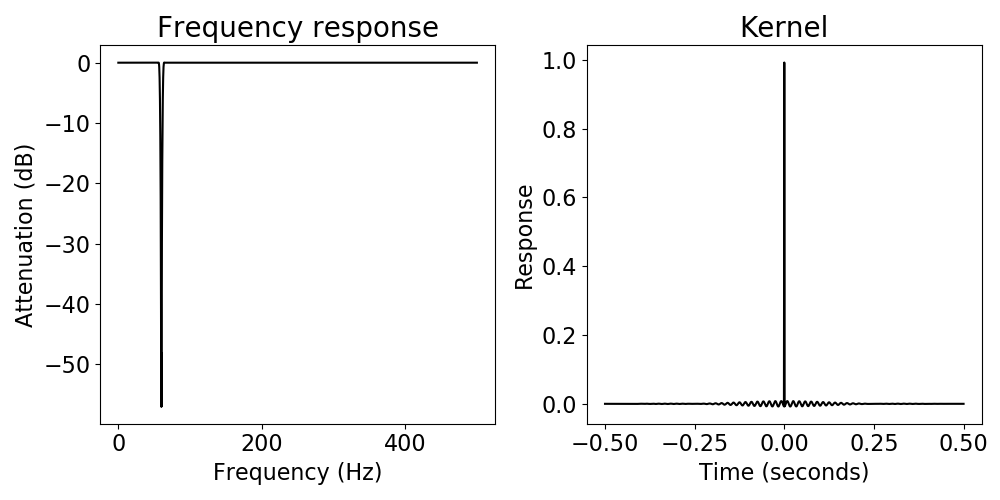 Frequency response
Attenuation (dB)
0
−10
−20
−30
−40
−50
0 200 400
Frequency (Hz)
Kernel
Response
1.0
0.8
0.6
0.4
0.2
0.0
−0.50 −0.25 0.00 0.25 0.50
Time (seconds)